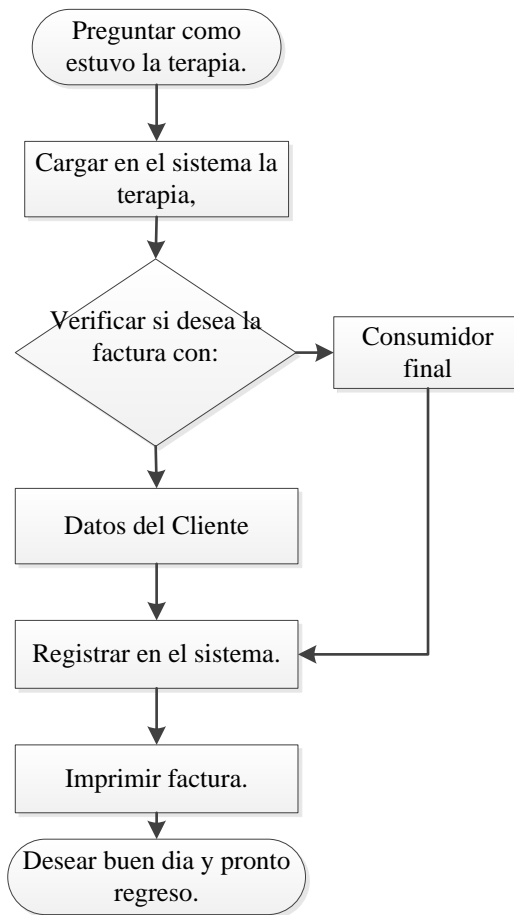 Preguntar como
estuvo la terapia.
Cargar en el sistema la
terapia,
Verificar si desea la
factura con:
Consumidor
final
Datos del Cliente
Registrar en el sistema.
Imprimir factura.
Desear buen dia y pronto
regreso.